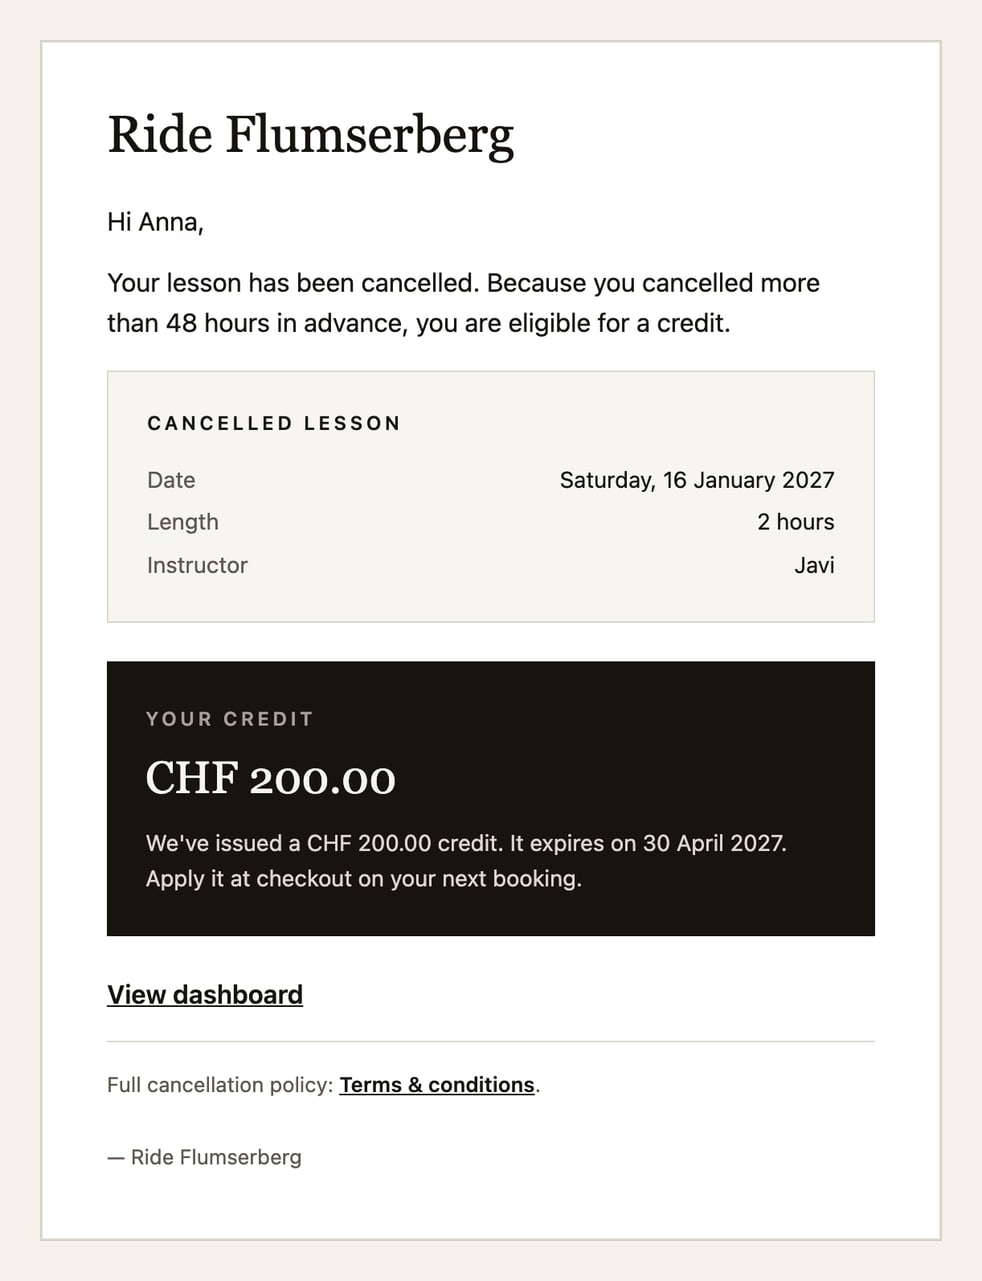 Ride Flumserberg
Hi Anna,
Your lesson has been cancelled. Because you cancelled more
than 48 hours in advance, you are eligible for a credit.
CANCELLED LESSON
Date Saturday, 16 January 2027
Length 2 hours
Instructor Javi
YOUR CREDIT
CHF 200.00
We've issued a CHF 200.00 credit. It expires on 30 April 2027.
Apply it at checkout on your next booking.
View dashboard
Full cancellation policy: Terms & conditions.
— Ride Flumserberg